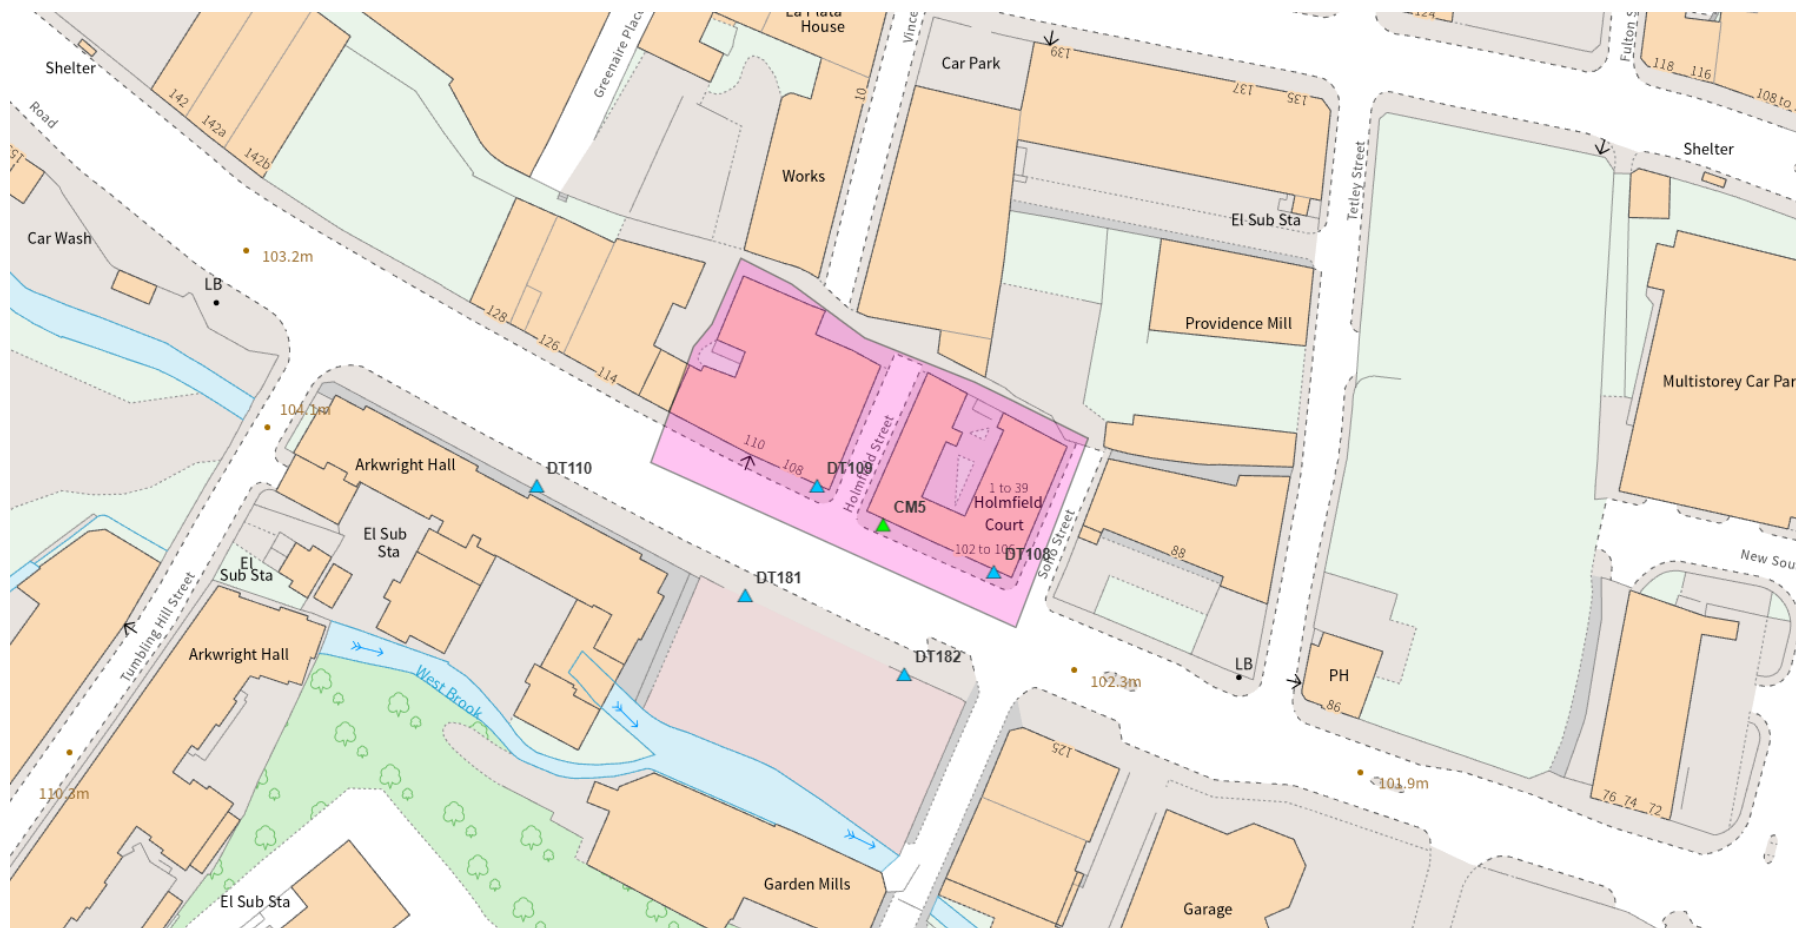 La Plata
House
124
Shelter
Greenaire Place
Car Park
139
137
135
118
116
108 to
142
142a
142b
Road
10
Works
Shelter
Tetley Street
El Sub Sta
Car Wash
103.2m
LB
128
126
114
Providence Mill
Multistorey Car Par
104.1m
Arkwright Hall
DT110
110
108
DT109
Holmfield Street
CM5
1 to 39
Holmfield
Court
102 to 106
DT108
Soho Street
88
New Sou
El Sub
Sta
El
Sub Sta
DT181
Tumbling Hill Street
Arkwright Hall
West Brook
DT182
102.3m
LB
PH
86
125
110.3m
101.9m
76
74
72
Garden Mills
El Sub Sta
Garage